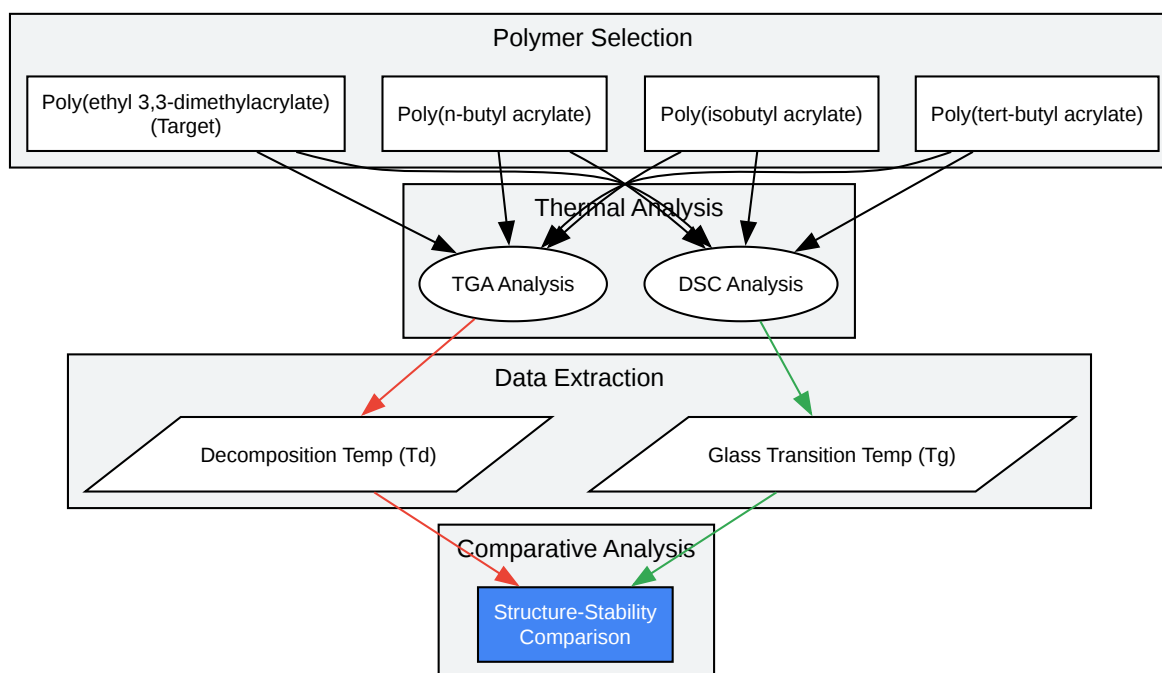 Polymer Selection
Poly(ethyl 3,3-dimethylacrylate)
(Target)
Poly(n-butyl acrylate)
Poly(isobutyl acrylate)
Poly(tert-butyl acrylate)
Thermal Analysis
TGA Analysis
DSC Analysis
Data Extraction
Decomposition Temp (Td)
Glass Transition Temp (Tg)
Comparative Analysis
Structure-Stability
Comparison